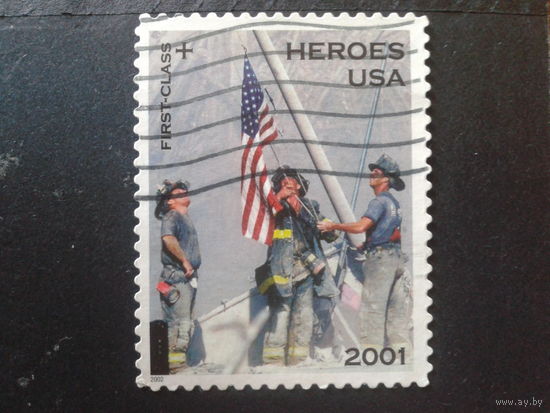 HEROES
USA
FIRST-CLASS
+
2001
2002
© www.ay.by